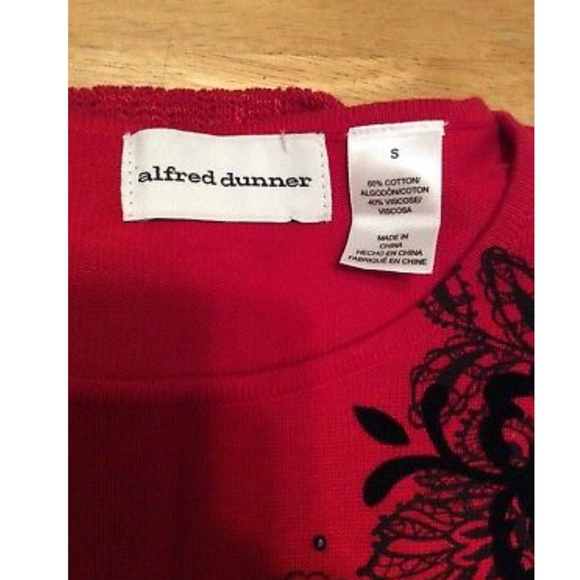 alfred dunner
S
60% COTTON/
ALGODÓN/COTON
40% VISCOSE/
VISCOSA
MADE IN
CHINA
HECHO EN CHINA
FABRIQUÉ EN CHINE